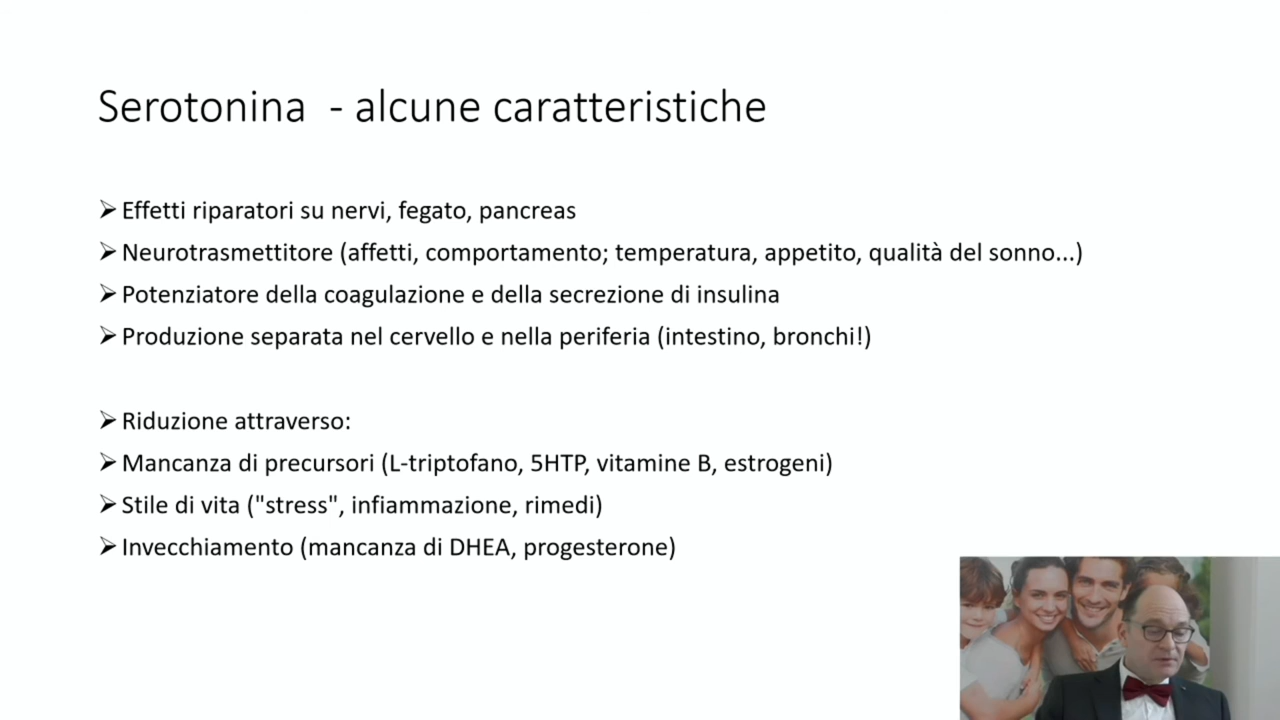 Serotonina - alcune caratteristiche
➢Effetti riparatori su nervi, fegato, pancreas
➢Neurotrasmettitore (affetti, comportamento; temperatura, appetito, qualità del sonno...)
➢Potenziatore della coagulazione e della secrezione di insulina
➢Produzione separata nel cervello e nella periferia (intestino, bronchi!)
➢Riduzione attraverso:
➢Mancanza di precursori (L-triptofano, 5HTP, vitamine B, estrogeni)
➢Stile di vita ("stress", infiammazione, rimedi)
➢Invecchiamento (mancanza di DHEA, progesterone)